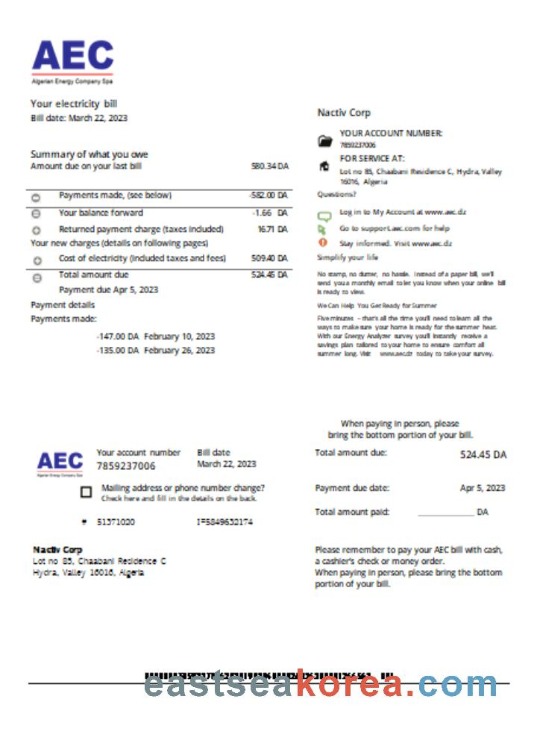 AEC
Algerian Energy Company Spa
Your electricity bill
Bill date: March 22, 2023
Summary of what you owe
Amount due on your last bill 580.34 DA
Payments made, (see below) -582.00 DA
Your balance forward -1.66 DA
Returned payment charge (taxes included) 16.71 DA
Your new charges (details on following pages)
Cost of electricity (Included taxes and fees) 509.40 DA
Total amount due 524.45 DA
Payment due Apr 5, 2023
Payment details
Payments made:
-147.00 DA February 10, 2023
-135.00 DA February 26, 2023
Nactiv Corp
YOUR ACCOUNT NUMBER:
7859237006
FOR SERVICE AT:
Lot no 85, Chaabani Residence C, Hydra, Valley
16016, Algeria
Questions?
Log in to My Account at www.aec.dz
Go to support.aec.com for help
Stay informed. Visit www.aec.dz
Simplify your life
No stamp, no clutter, no hassle. Instead of a paper bill, we'll
send you a monthly email to let you know when your online bill
is ready to view.
We Can Help You Get Ready for Summer
Five minutes - that's all the time you'll need to learn all the
ways to make sure your home is ready for the summer heat.
With our Energy Analyzer survey you'll instantly receive a
savings plan tailored to your home to ensure comfort all
summer long. Visit www.aec.dz today to take your survey.
AEC
Algerian Energy Company Spa
Your account number
7859237006
Bill date
March 22, 2023
Mailing address or phone number change?
Check here and fill in the details on the back.
# 51371020
Nactiv Corp
Lot no 85, Chaabani Residence C
Hydra, Valley 16016, Algeria
When paying in person, please
bring the bottom portion of your bill.
Total amount due: 524.45 DA
Payment due date: Apr 5, 2023
Total amount paid: ____________ DA
Please remember to pay your AEC bill with cash,
a cashier's check or money order.
When paying in person, please bring the bottom
portion of your bill.
eastseakorea.com